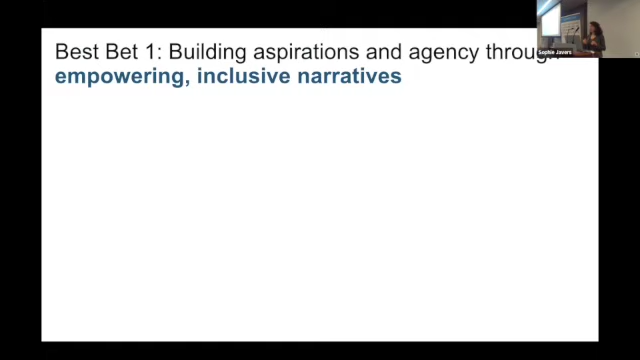 Best Bet 1: Building aspirations and agency through
empowering, inclusive narratives
Sophie Javers